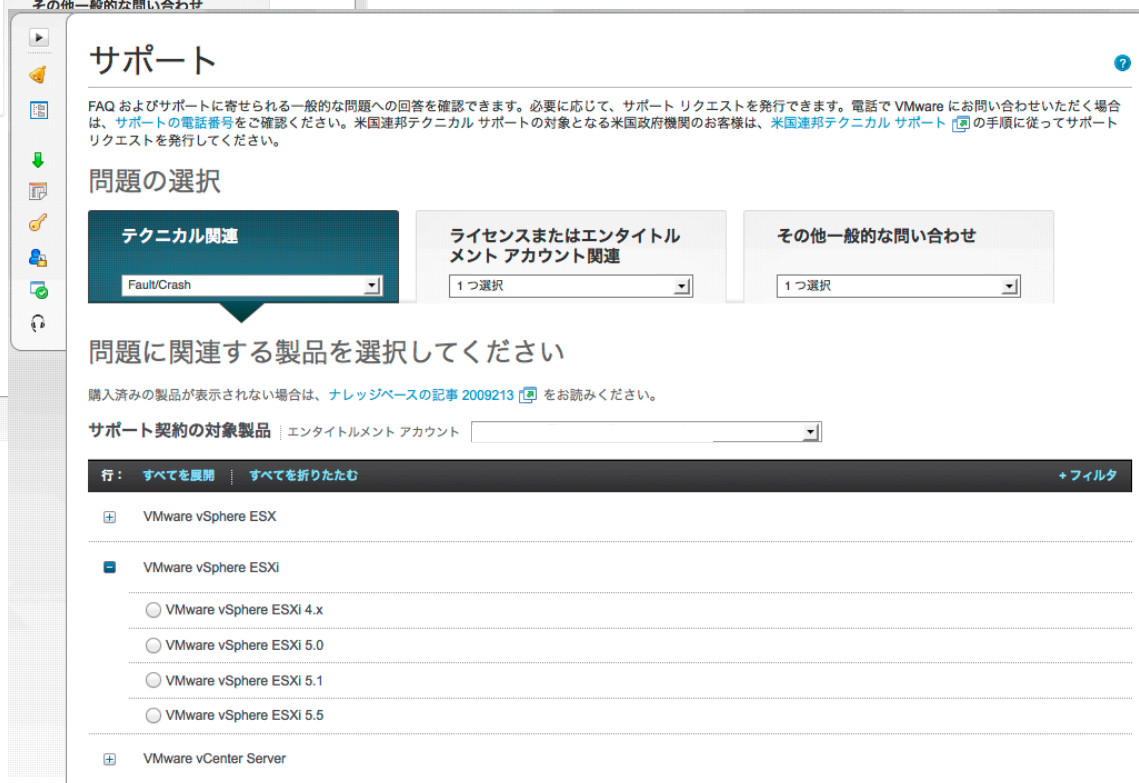 その他一般的な問い合わせ
サポート
FAQ およびサポートに寄せられる一般的な問題への回答を確認できます。必要に応じて、サポート リクエストを発行できます。電話で VMware にお問い合わせいただく場合
は、サポートの電話番号をご確認ください。米国連邦テクニカル サポートの対象となる米国政府機関のお客様は、米国連邦テクニカル サポート の手順に従ってサポート
リクエストを発行してください。
問題の選択
テクニカル関連
Fault/Crash
ライセンスまたはエンタイトル
メント アカウント関連
1 つ選択
その他一般的な問い合わせ
1 つ選択
問題に関連する製品を選択してください
購入済みの製品が表示されない場合は、ナレッジベースの記事 2009213 をお読みください。
サポート契約の対象製品 エンタイトルメント アカウント
行： すべてを展開 すべてを折りたたむ + フィルタ
VMware vSphere ESX
VMware vSphere ESXi
VMware vSphere ESXi 4.x
VMware vSphere ESXi 5.0
VMware vSphere ESXi 5.1
VMware vSphere ESXi 5.5
VMware vCenter Server